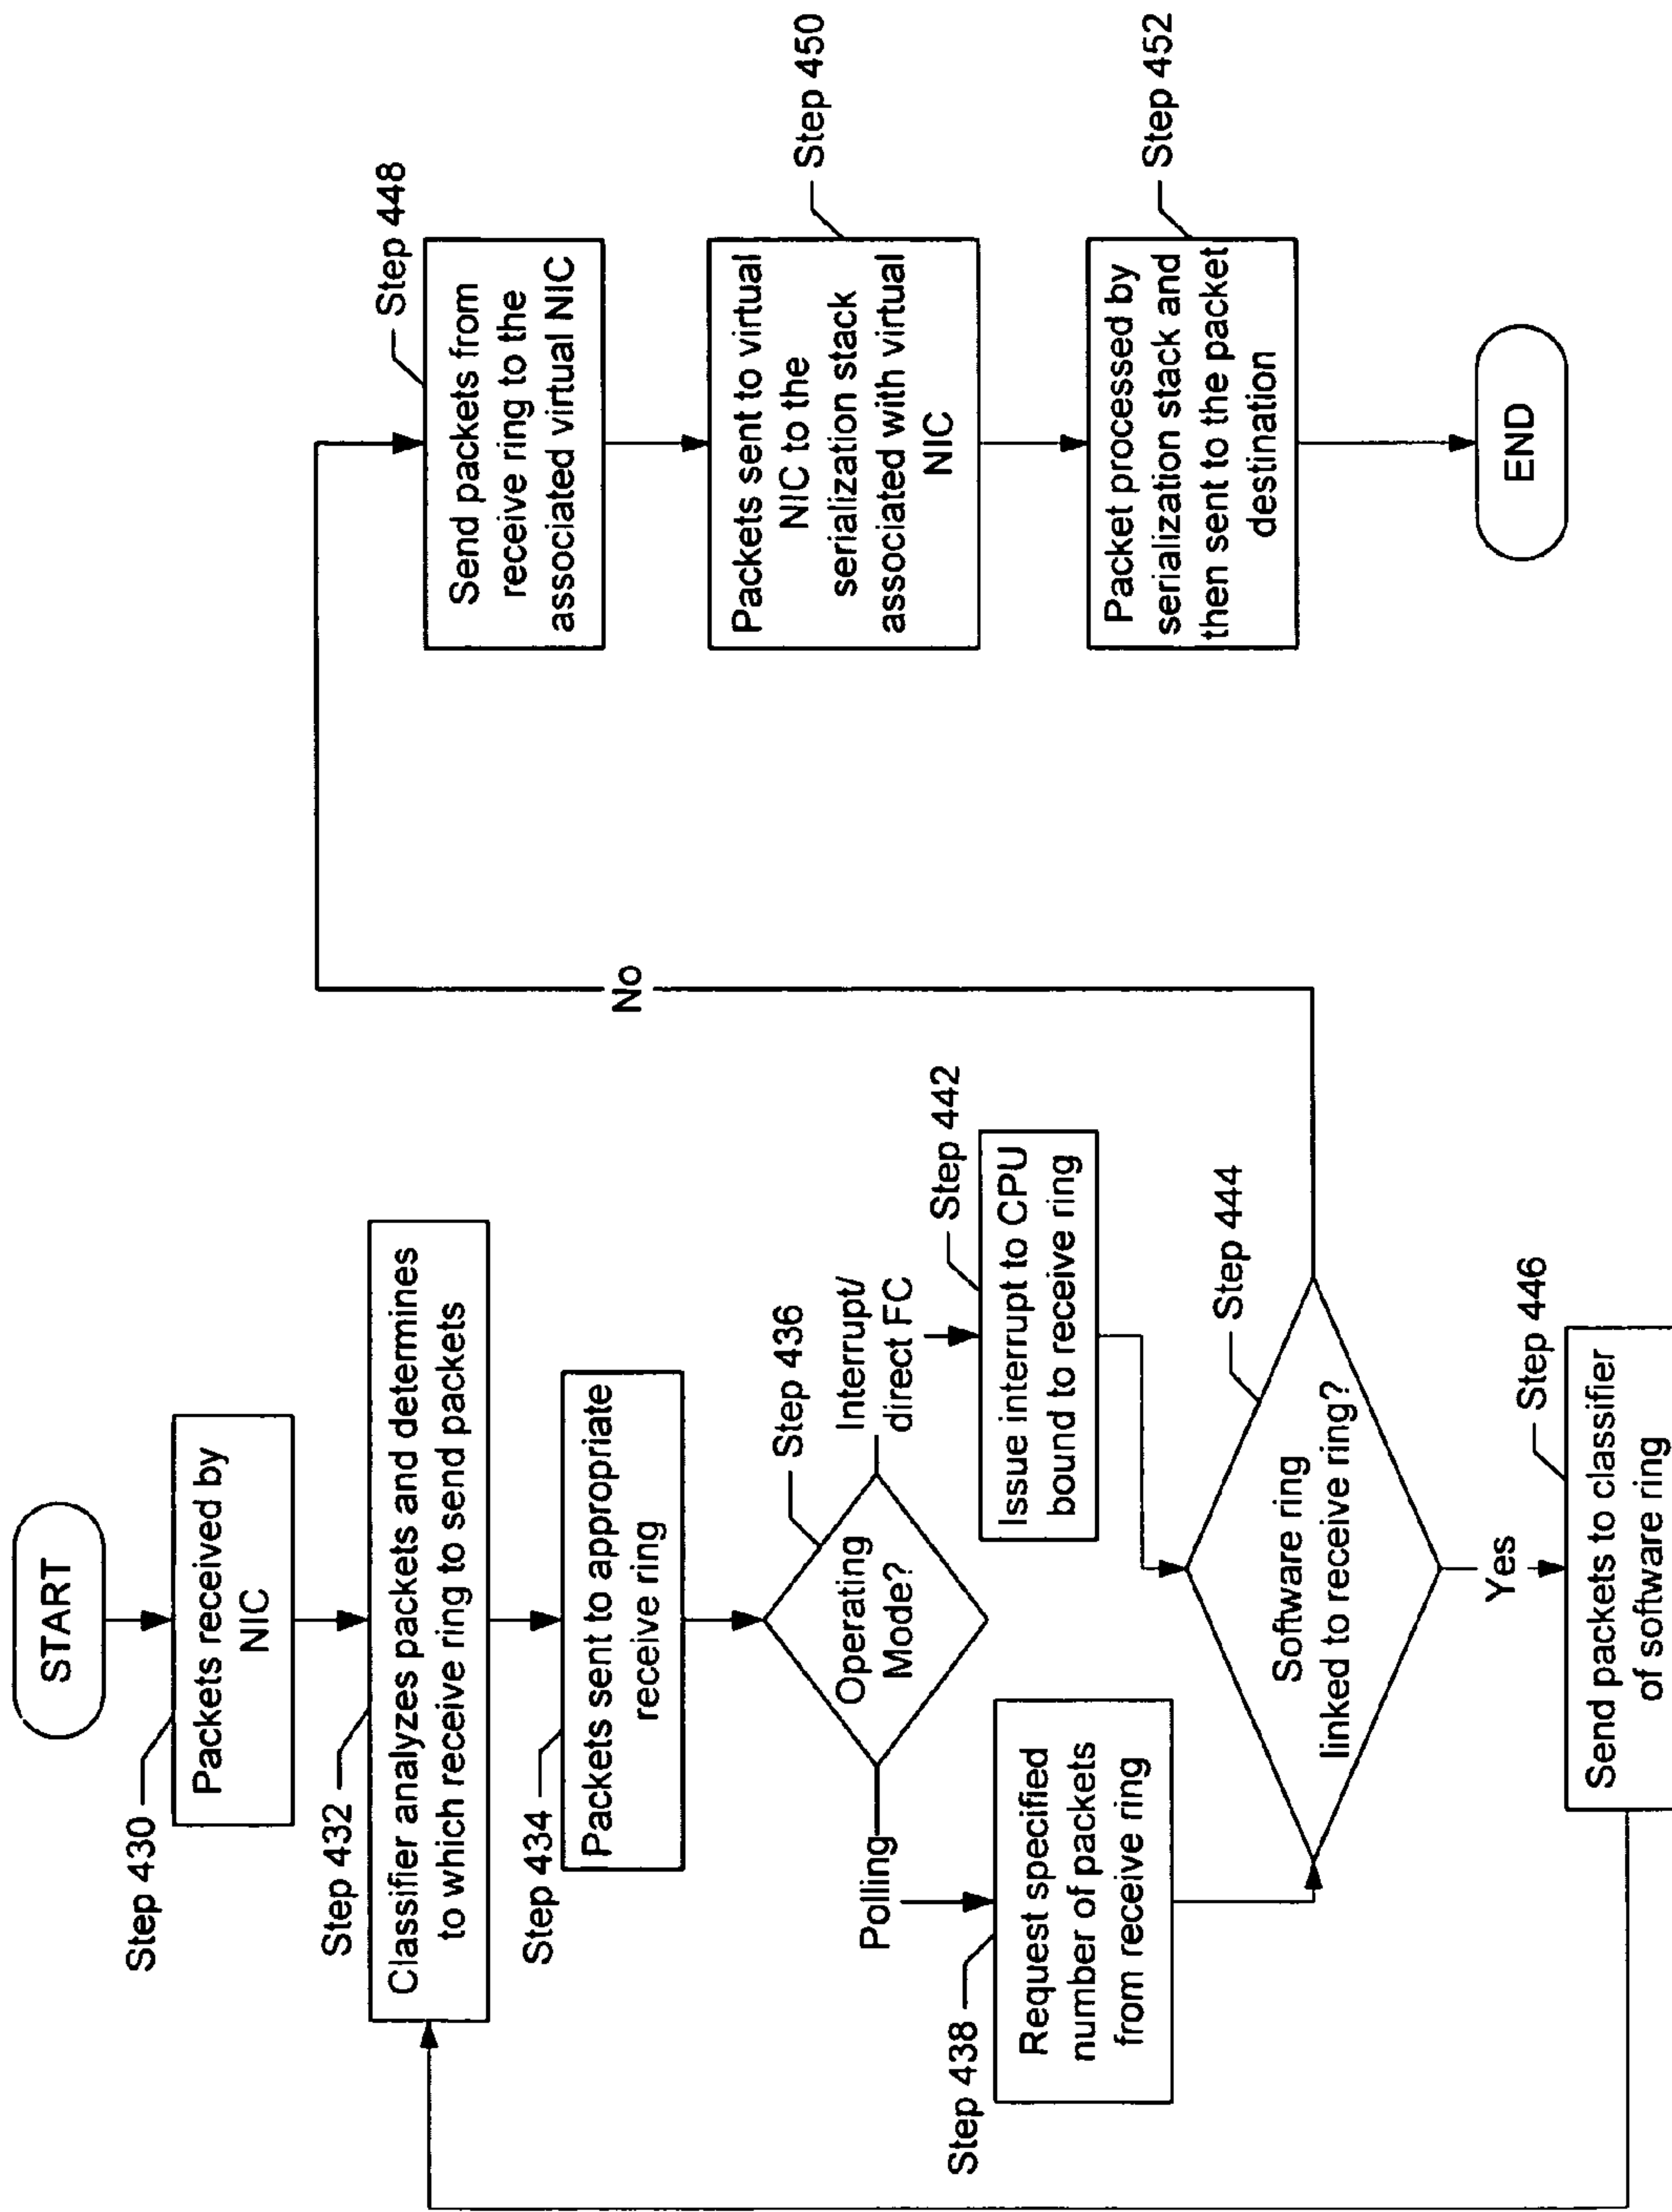 START
Step 430
Packets received by
NIC
Step 432
Classifier analyzes packets and determines
to which receive ring to send packets
Step 434
Packets sent to appropriate
receive ring
Step 436
Operating
Mode?
Polling
Interrupt/
direct FC
Step 438
Request specified
number of packets
from receive ring
Step 442
Issue interrupt to CPU
bound to receive ring
Step 444
Software ring
linked to receive ring?
No
Yes
Step 446
Send packets to classifier
of software ring
Step 448
Send packets from
receive ring to the
associated virtual NIC
Step 450
Packets sent to virtual
NIC to the
serialization stack
associated with virtual
NIC
Step 452
Packet processed by
serialization stack and
then sent to the packet
destination
END